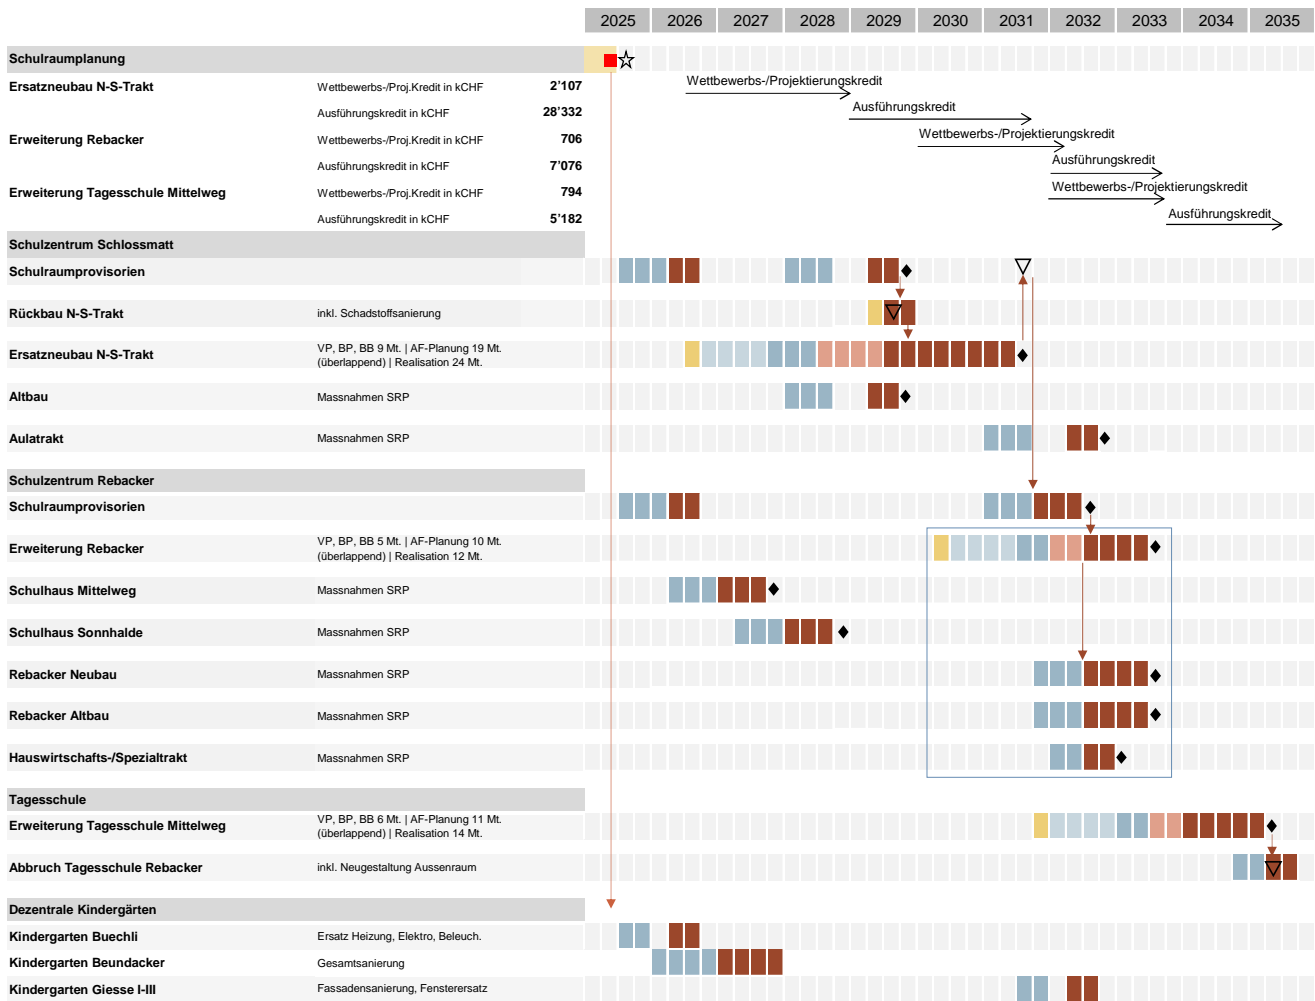 2025 2026 2027 2028 2029 2030 2031 2032 2033 2034 2035
Schulraumplanung
Ersatzneubau N-S-Trakt Wettbewerbs-/Proj.Kredit in kCHF 2'107 Wettbewerbs-/Projektierungskredit
Ausführungskredit in kCHF 28'332 Ausführungskredit
Erweiterung Rebacker Wettbewerbs-/Proj.Kredit in kCHF 706 Wettbewerbs-/Projektierungskredit
Ausführungskredit in kCHF 7'076 Ausführungskredit
Erweiterung Tagesschule Mittelweg Wettbewerbs-/Proj.Kredit in kCHF 794 Wettbewerbs-/Projektierungskredit
Ausführungskredit in kCHF 5'182 Ausführungskredit
Schulzentrum Schlossmatt
Schulraumprovisorien
Rückbau N-S-Trakt inkl. Schadstoffsanierung
Ersatzneubau N-S-Trakt VP, BP, BB 9 Mt. | AF-Planung 19 Mt.
(überlappend) | Realisation 24 Mt.
Altbau Massnahmen SRP
Aulatrakt Massnahmen SRP
Schulzentrum Rebacker
Schulraumprovisorien
Erweiterung Rebacker VP, BP, BB 5 Mt. | AF-Planung 10 Mt.
(überlappend) | Realisation 12 Mt.
Schulhaus Mittelweg Massnahmen SRP
Schulhaus Sonnhalde Massnahmen SRP
Rebacker Neubau Massnahmen SRP
Rebacker Altbau Massnahmen SRP
Hauswirtschafts-/Spezialtrakt Massnahmen SRP
Tagesschule
Erweiterung Tagesschule Mittelweg VP, BP, BB 6 Mt. | AF-Planung 11 Mt.
(überlappend) | Realisation 14 Mt.
Abbruch Tagesschule Rebacker inkl. Neugestaltung Aussenraum
Dezentrale Kindergärten
Kindergarten Buechli Ersatz Heizung, Elektro, Beleuch.
Kindergarten Beundacker Gesamtsanierung
Kindergarten Giesse I-III Fassadensanierung, Fensterersatz